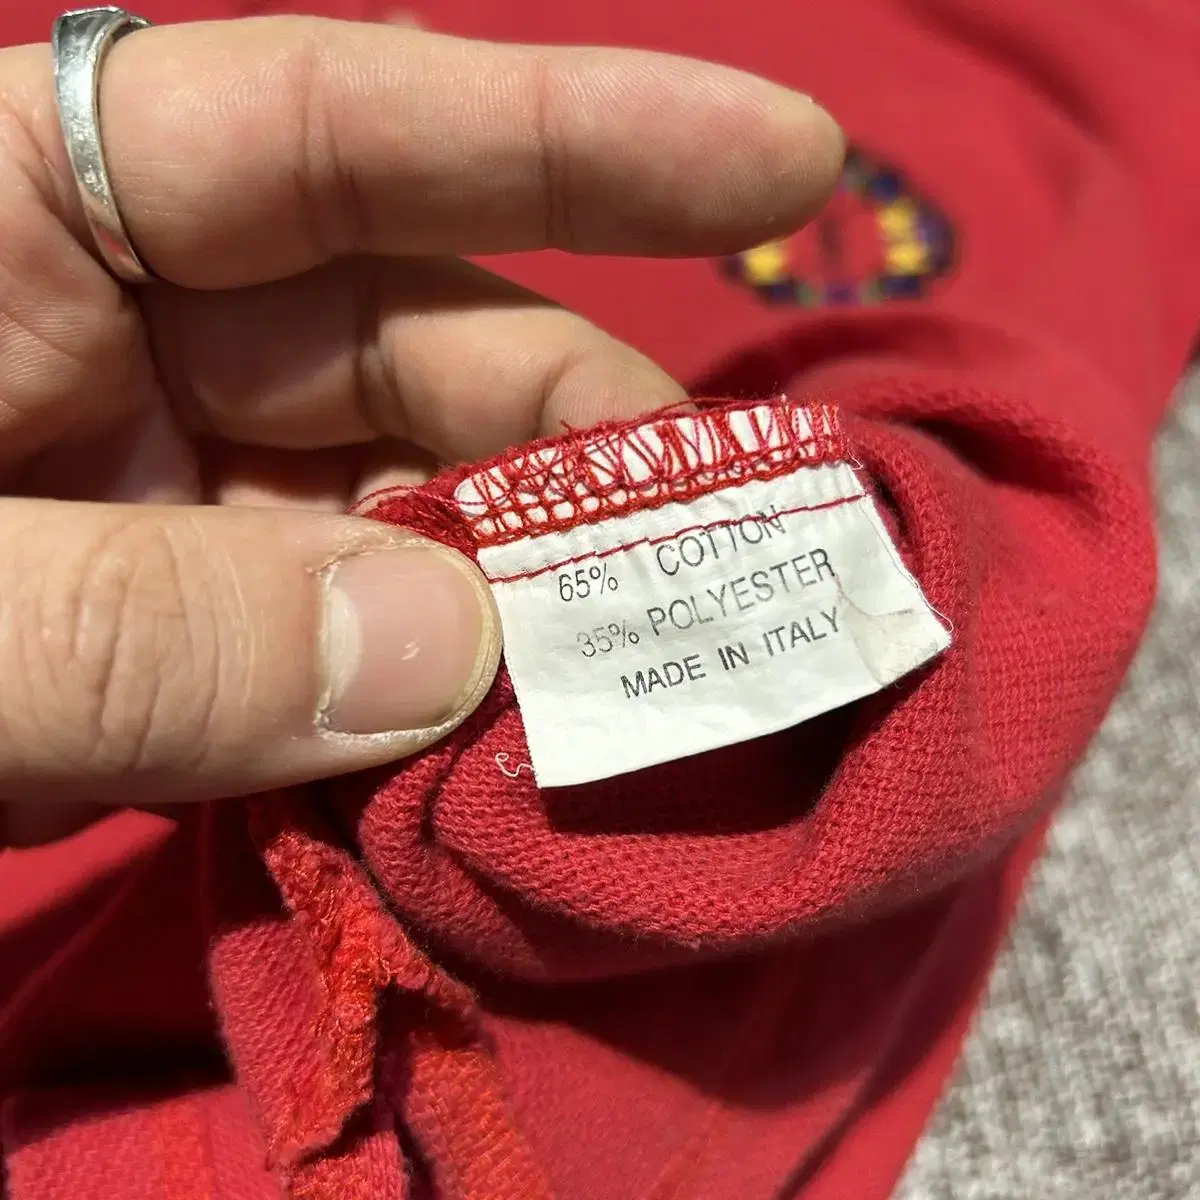 65% COTTON
35% POLYESTER
MADE IN ITALY